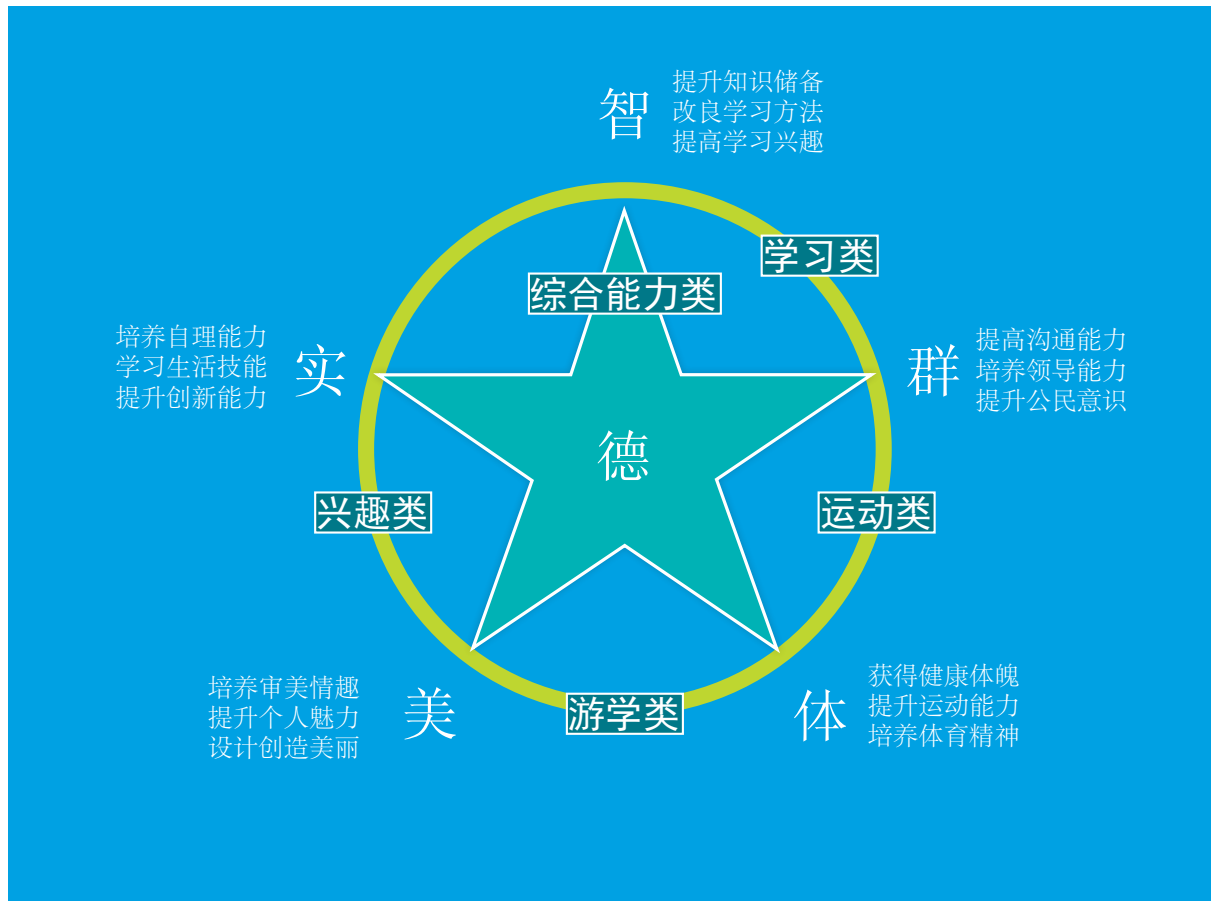 智
提升知识储备
改良学习方法
提高学习兴趣
学习类
综合能力类
培养自理能力
学习生活技能
提升创新能力
实
群
提高沟通能力
培养领导能力
提升公民意识
德
兴趣类
运动类
培养审美情趣
提升个人魅力
设计创造美丽
美
游学类
体
获得健康体魄
提升运动能力
培养体育精神